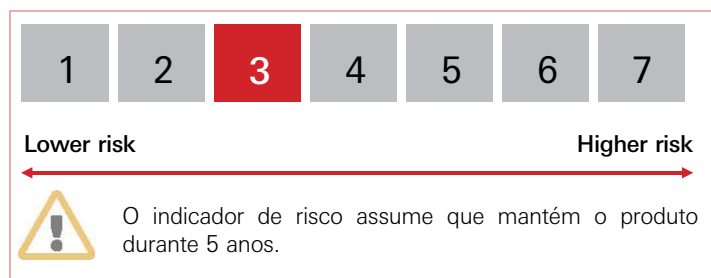 1 2 3 4 5 6 7
Lower risk Higher risk
O indicador de risco assume que mantém o produto
durante 5 anos.